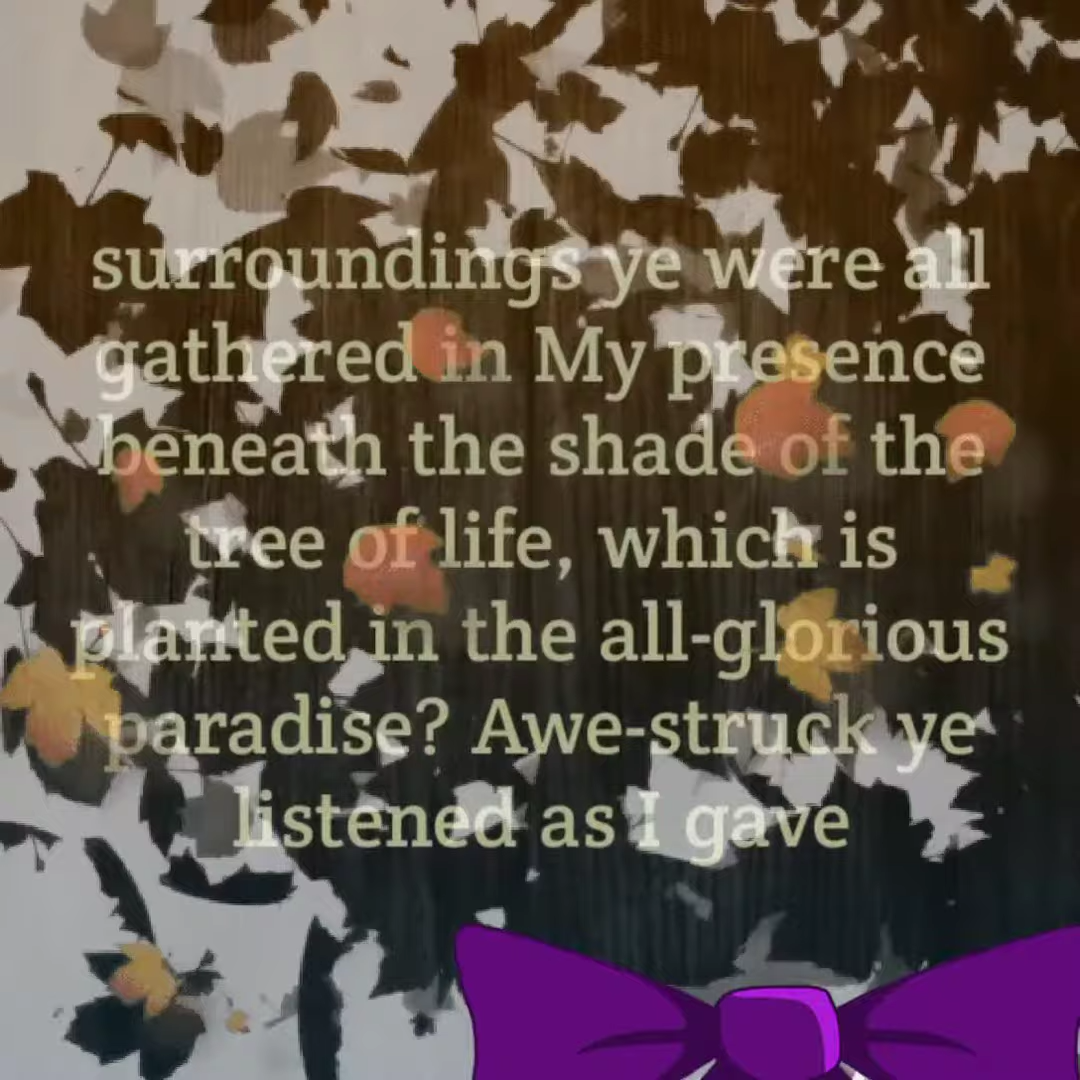 surroundings ye were all
gathered in My presence
beneath the shade of the
tree of life, which is
planted in the all-glorious
paradise? Awe-struck ye
listened as I gave